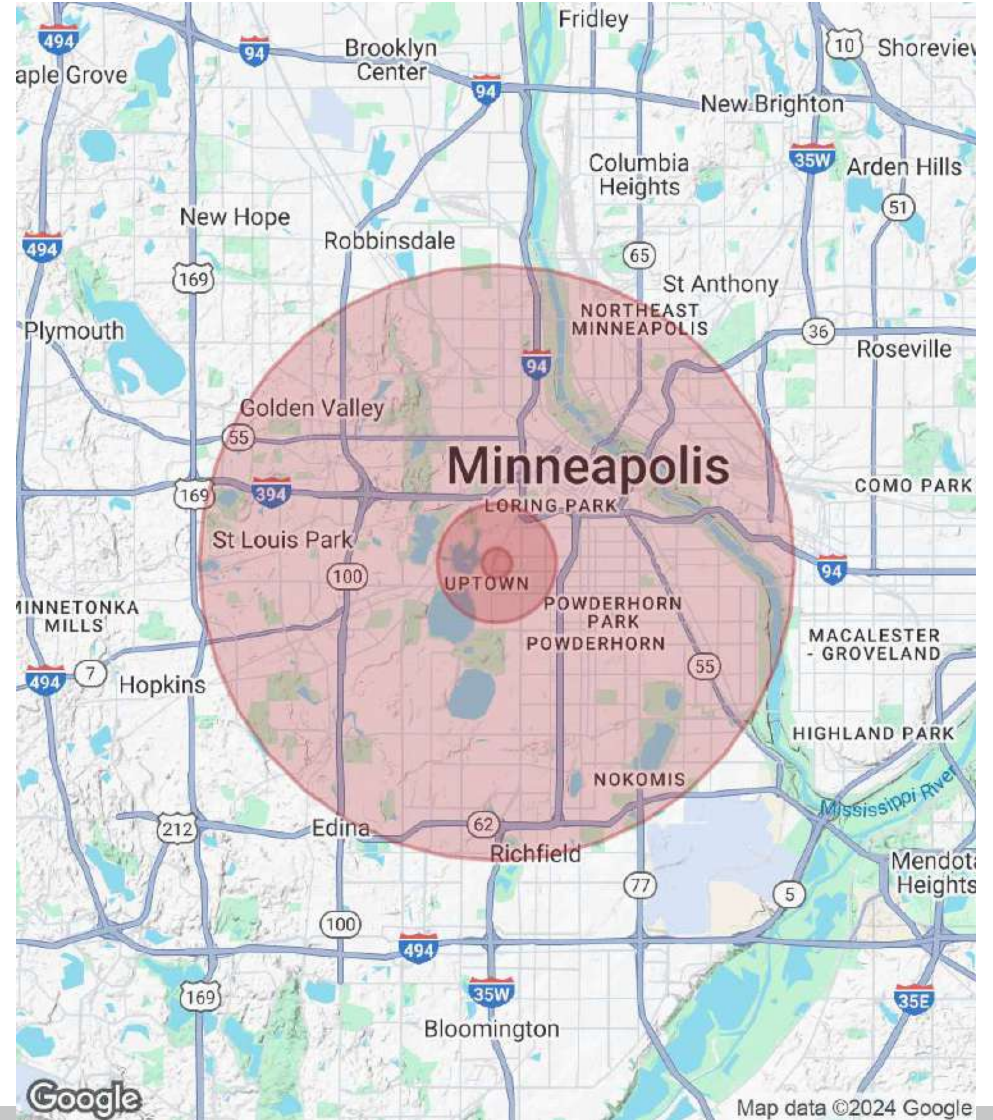 Fridley
494
94
Brooklyn
Center
10
Shoreview
aple Grove
94
New Brighton
35W
Columbia
Heights
Arden Hills
51
New Hope
494
Robbinsdale
65
169
St Anthony
NORTHEAST
MINNEAPOLIS
Plymouth
36
Roseville
94
Golden Valley
55
Minneapolis
169
394
COMO PARK
LORING PARK
St Louis Park
100
UPTOWN
94
POWDERHORN
PARK
MINNETONKA
MILLS
POWDERHORN
MACALESTER
- GROVELAND
55
7
494
Hopkins
HIGHLAND PARK
NOKOMIS
Mississippi River
212
Edina
62
Richfield
Mendota
Heights
77
5
100
494
169
35W
35E
Bloomington
Google
Map data ©2024 Google